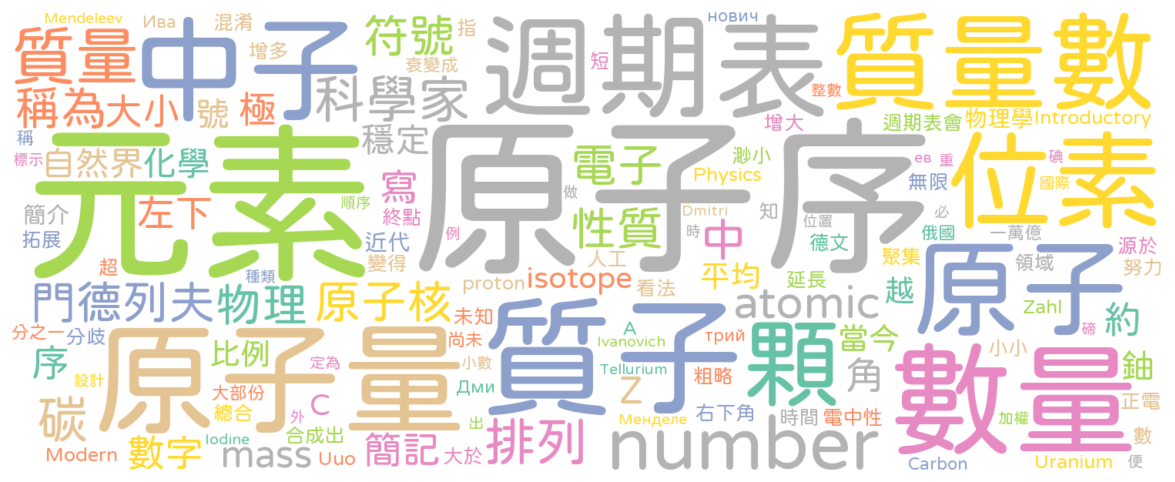 Mendeleev
Ива
混淆
指
нович
質量
中子
增多
符號
短
週期表
質量數
衰變成
整數
稱為
大小
號
極
科學家
增大
週期表會
物理學
Introductory
稱
標示
自然界
化學
穩定
元素
順序
原子序
電子
渺小
Physics
ев
重
碘
無限
國際
位素
簡介
拓展
左下
寫
終點
做
性質
中
Dmitri
知
時
位置
必
德文
俄國
一萬億
源於
超
種類
近代
變得
例
人工
proton
isotope
看法
平均
延長
聚集
領域
努力
門德列夫
物理
原子核
未知
atomic
越
原子
Zahl
約
分之一
分歧
尚未
A
Ivanovich
трий
顆
當今
碲
序
比例
定為
原子量
小數
質子
Tellurium
粗略
小小
設計
大部份
Дми
Z
角
數量
鈾
碳
總合
C
外
出
Менделе
右下角
時間
電中性
加權
正電
數字
Iodine
合成出
簡記
大於
排列
number
數
Modern
mass
Uuo
Carbon
Uranium
便